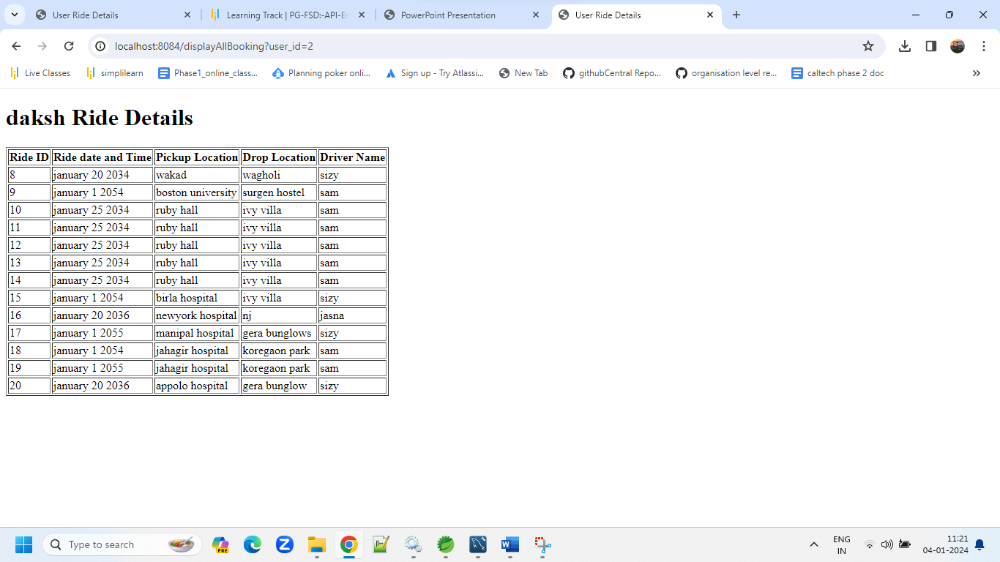 User Ride Details
Learning Track | PG-FSD:-API-En
PowerPoint Presentation
User Ride Details
localhost:8084/displayAllBooking?user_id=2
Live Classes
simplilearn
Phase1_online_class...
Planning poker onli...
Sign up - Try Atlassi...
New Tab
githubCentral Repo...
organisation level re...
caltech phase 2 doc
daksh Ride Details
Ride ID Ride date and Time Pickup Location Drop Location Driver Name
8 january 20 2034 wakad wagholi sizy
9 january 1 2054 boston university surgen hostel sam
10 january 25 2034 ruby hall ivy villa sam
11 january 25 2034 ruby hall ivy villa sam
12 january 25 2034 ruby hall ivy villa sam
13 january 25 2034 ruby hall ivy villa sam
14 january 25 2034 ruby hall ivy villa sam
15 january 1 2054 birla hospital ivy villa sizy
16 january 20 2036 newyork hospital nj jasna
17 january 1 2055 manipal hospital gera bunglows sizy
18 january 1 2054 jahagir hospital koregaon park sam
19 january 1 2055 jahagir hospital koregaon park sam
20 january 20 2036 appolo hospital gera bunglow sizy
Type to search
PRE
Z
W
ENG
IN
11:21
04-01-2024